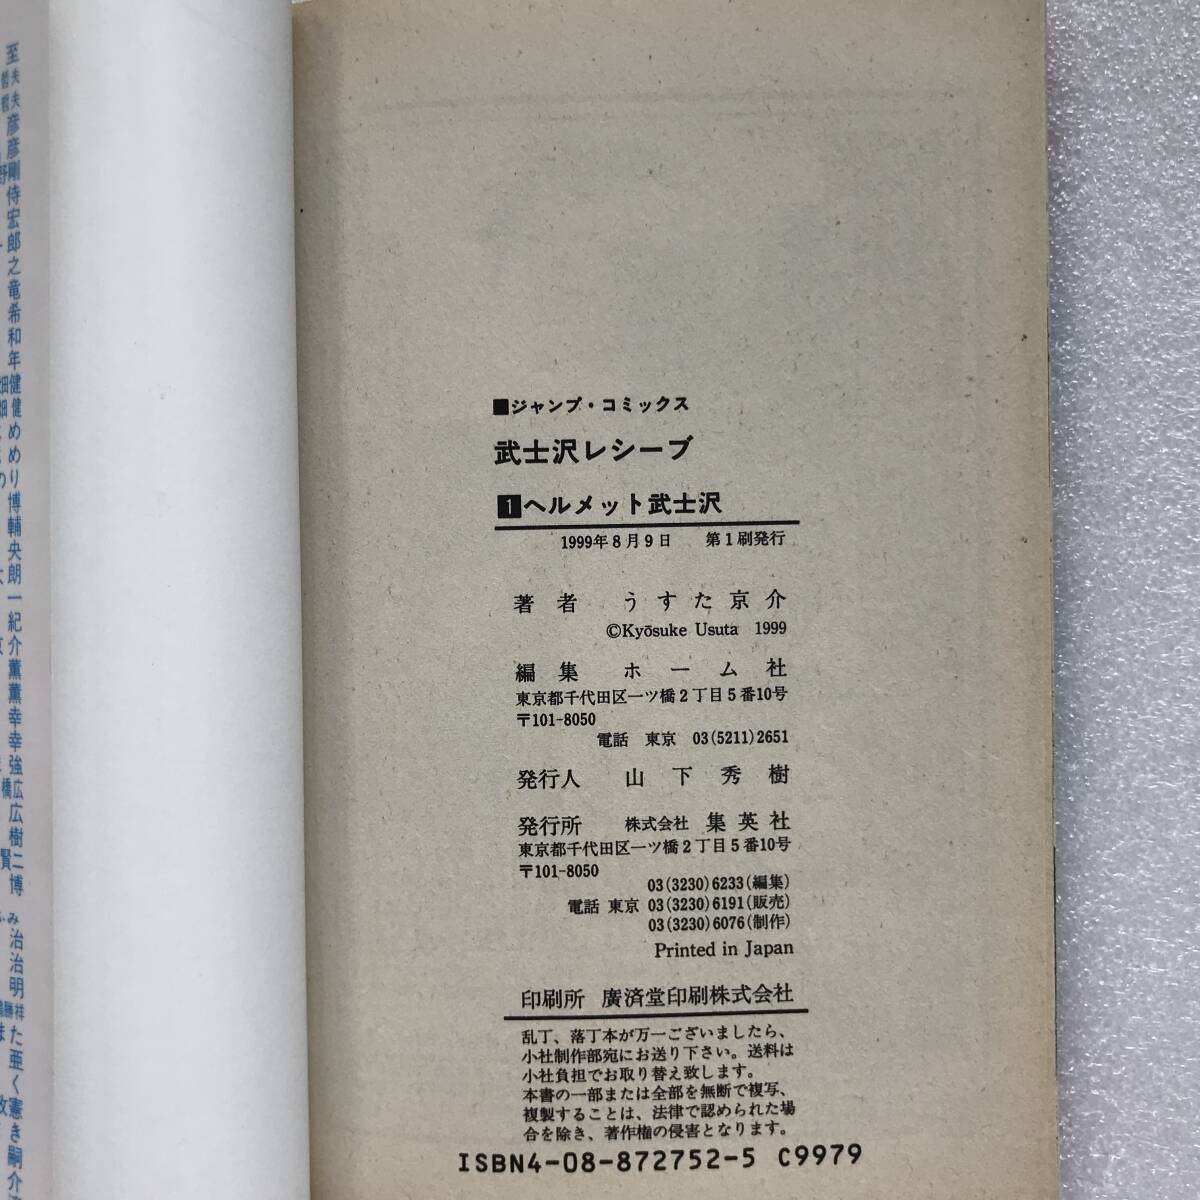 ■ジャンプ・コミックス
武士沢レシーブ
1ヘルメット武士沢
1999年8月9日 第1刷発行
著者 うすた京介
©Kyōsuke Usuta 1999
編集 ホーム社
東京都千代田区一ツ橋2丁目5番10号
〒101-8050
電話 東京 03(5211)2651
発行人 山下秀樹
発行所 株式会社 集英社
東京都千代田区一ツ橋2丁目5番10号
〒101-8050
03(3230)6233(編集)
電話 東京 03(3230)6191(販売)
03(3230)6076(制作)
Printed in Japan
印刷所 廣済堂印刷株式会社
乱丁、落丁本が万一ございましたら、
小社制作部宛にお送り下さい。送料は
小社負担でお取り替え致します。
本書の一部または全部を無断で複写、
複製することは、法律で認められた場
合を除き、著作権の侵害となります。
ISBN4-08-872752-5 C9979